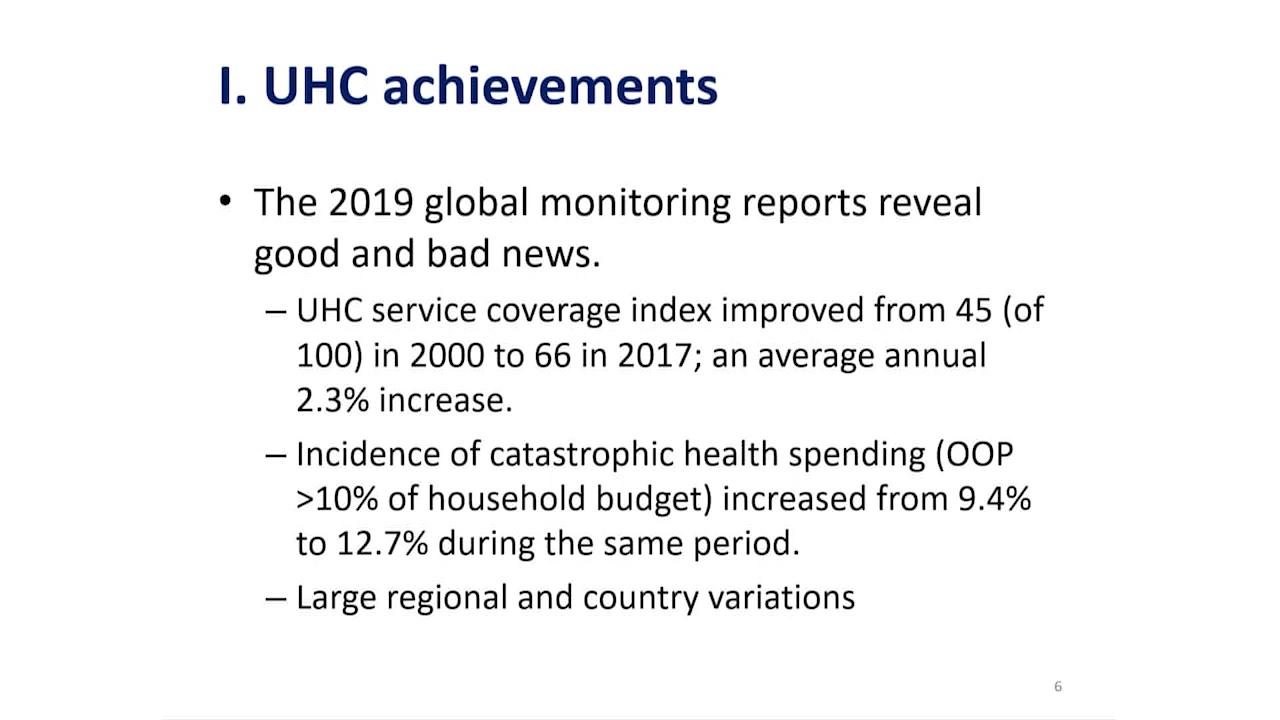 I. UHC achievements
• The 2019 global monitoring reports reveal
good and bad news.
– UHC service coverage index improved from 45 (of
100) in 2000 to 66 in 2017; an average annual
2.3% increase.
– Incidence of catastrophic health spending (OOP
>10% of household budget) increased from 9.4%
to 12.7% during the same period.
– Large regional and country variations
6